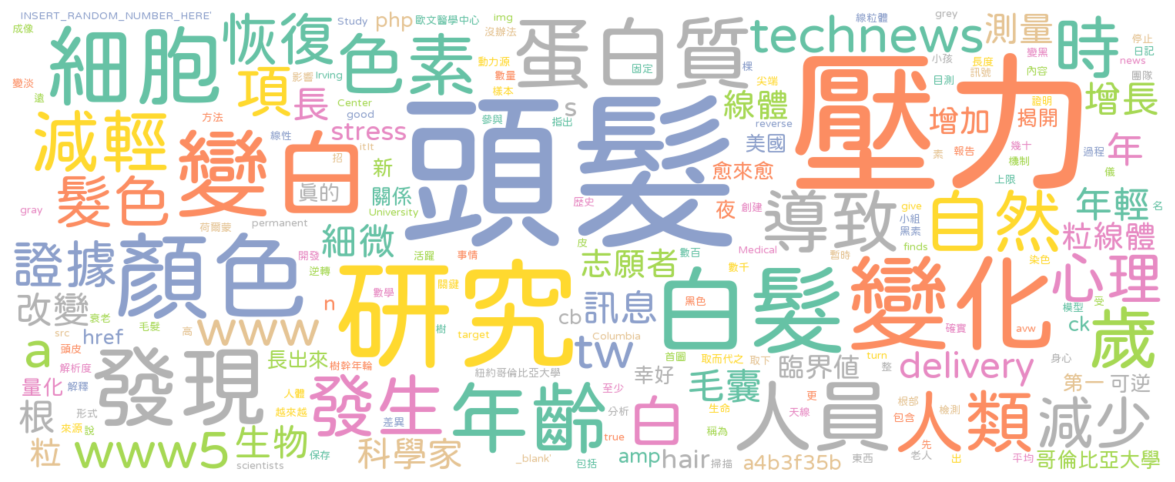 INSERT_RANDOM_NUMBER_HERE'
成像
細胞
恢復
Study
php
歐文醫學中心
img
沒辦法
蛋白質
technews
線粒體
grey
測量
時
變黑
停止
日記
news
團隊
變淡
遠
項
長
影響
Irving
色素
動力源
數量
樣本
固定
棵
尖端
小孩
目測
長度
訊號
內容
聰明
增長
減輕
方法
Center
good
stress
線性
itIt
招
參與
指出
s
頭髮
線體
reverse
美國
壓力
增加
揭開
報告
幾十
素
機制
上限
過程
儀
年
髮色
變白
真的
新
關係
University
愈來愈
夜
歷史
創建
導致
give
小組
黑素
finds
自然
年輕
名
gray
荷爾蒙
permanent
細微
證據
顏色
開發
逆轉
活躍
事情
關鍵
數學
研究
志願者
皮
數百
數千
Medical
暫時
染色
粒線體
心理
改變
衰老
毛髮
src
href
高
www
n
樹
target
cb
訊息
Columbia
白髮
黑色
變化
確實
avw
模型
受
ck
歲
a
頭皮
解析度
量化
解釋
發現
長出來
樹幹年輪
tw
紐約哥倫比亞大學
首圖
取而代之
取下
臨界值
turn
整
delivery
身心
第一
可逆
根
形式
來源
說
人體
越來越
發生
差異
年齡
幸好
毛囊
至少
分析
白
生命
稱為
天線
更
人員
根部
包含
檢測
先
人類
減少
粒
www5
生物
scientists
保存
科學家
_blank
true
包括
amp
hair
掃描
a4b3f35b
東西
老人
出
平均
哥倫比亞大學